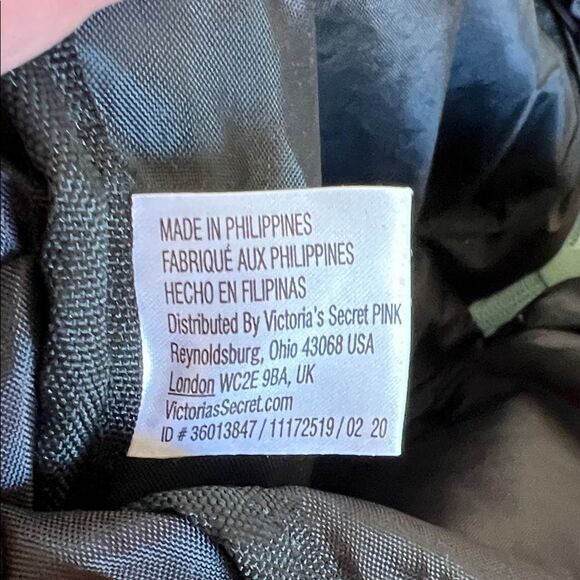 MADE IN PHILIPPINES
FABRIQUÉ AUX PHILIPPINES
HECHO EN FILIPINAS
Distributed By Victoria's Secret PINK
Reynoldsburg, Ohio 43068 USA
London WC2E 9BA, UK
VictoriasSecret.com
ID # 36013847 / 11172519 / 02 20